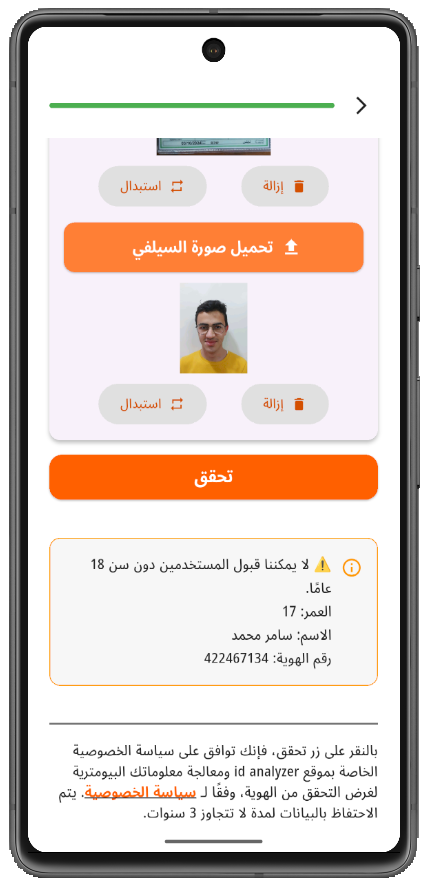 إزالة
استبدال
تحميل صورة السيلفي
إزالة
استبدال
تحقق
⚠️ لا يمكننا قبول المستخدمين دون سن 18
عامًا.
العمر: 17
الاسم: سامر محمد
رقم الهوية: 422467134
بالنقر على زر تحقق، فإنك توافق على سياسة الخصوصية
الخاصة بموقع id analyzer ومعالجة معلوماتك البيومترية
لغرض التحقق من الهوية، وفقًا لـ سياسة الخصوصية، يتم
الاحتفاظ بالبيانات لمدة لا تتجاوز 3 سنوات.